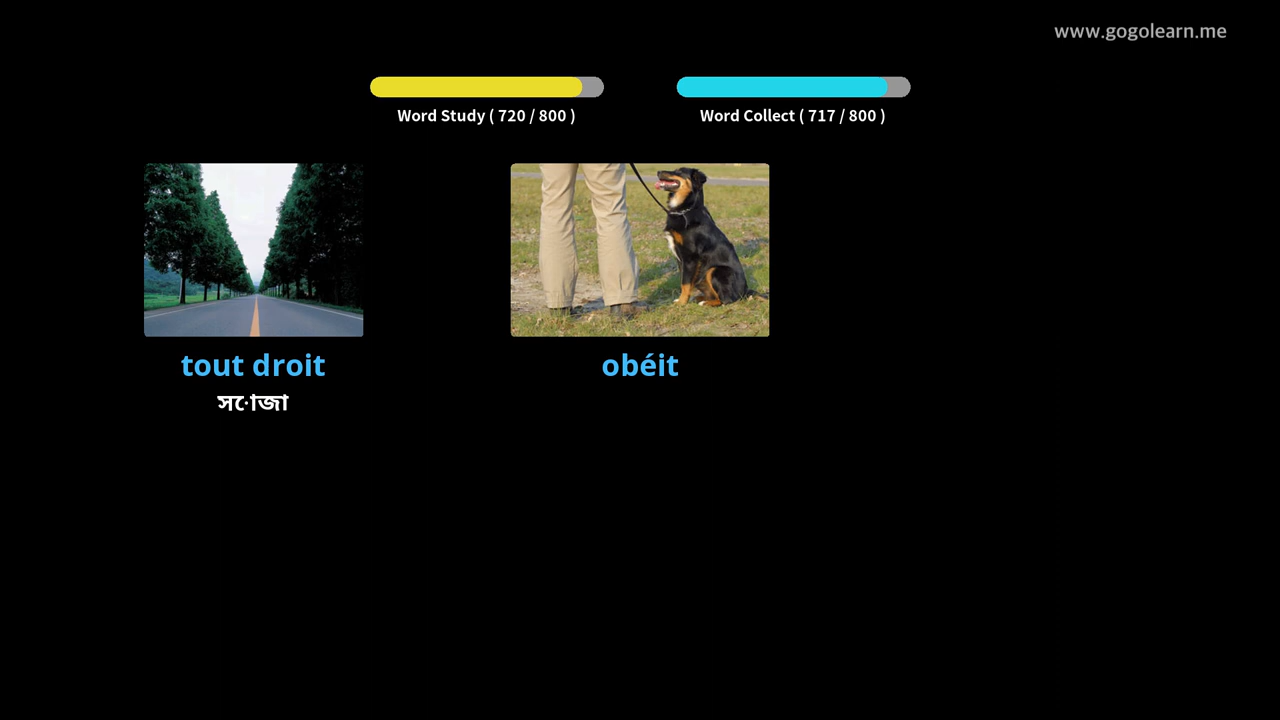 www.gogolearn.me
Word Study ( 720 / 800 )
Word Collect ( 717 / 800 )
tout droit
obéit
সোজা